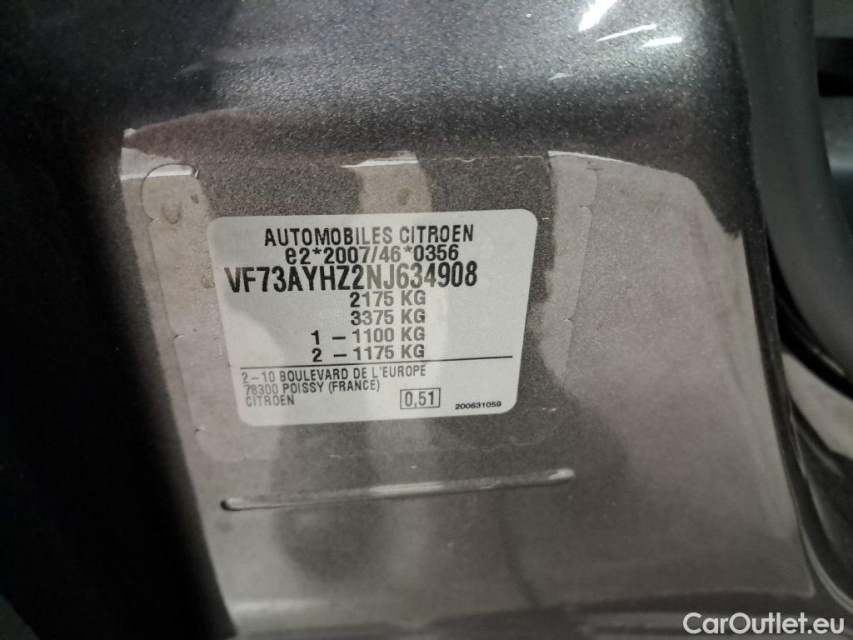 AUTOMOBILES CITROEN
e2*2007/46*0356
VF73AYHZ2NJ634908
2175 KG
3375 KG
1 - 1100 KG
2 - 1175 KG
2-10 BOULEVARD DE L'EUROPE
78300 POISSY (FRANCE)
CITROEN
0,51
200631059
CarOutlet.eu